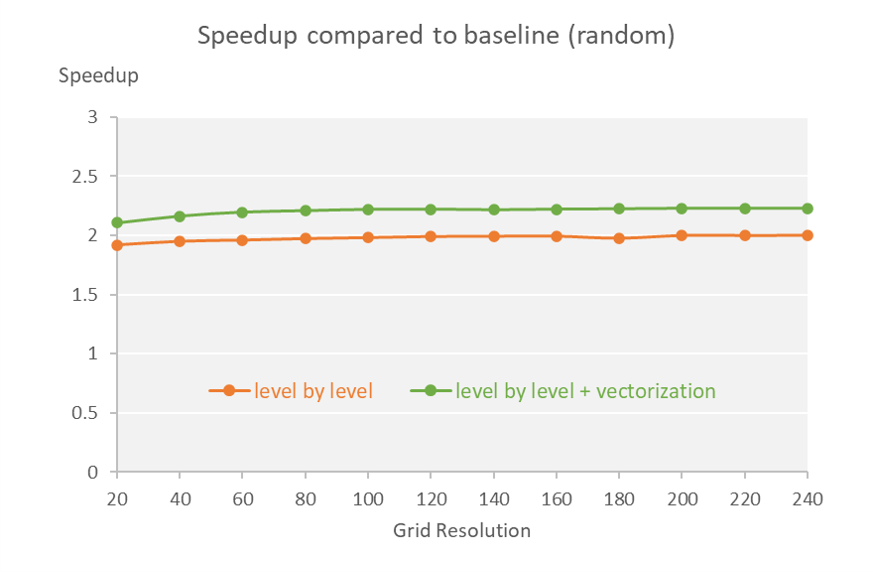 Speedup compared to baseline (random)
Speedup
3
2.5
2
1.5
1
0.5
0
level by level
level by level + vectorization
20 40 60 80 100 120 140 160 180 200 220 240
Grid Resolution